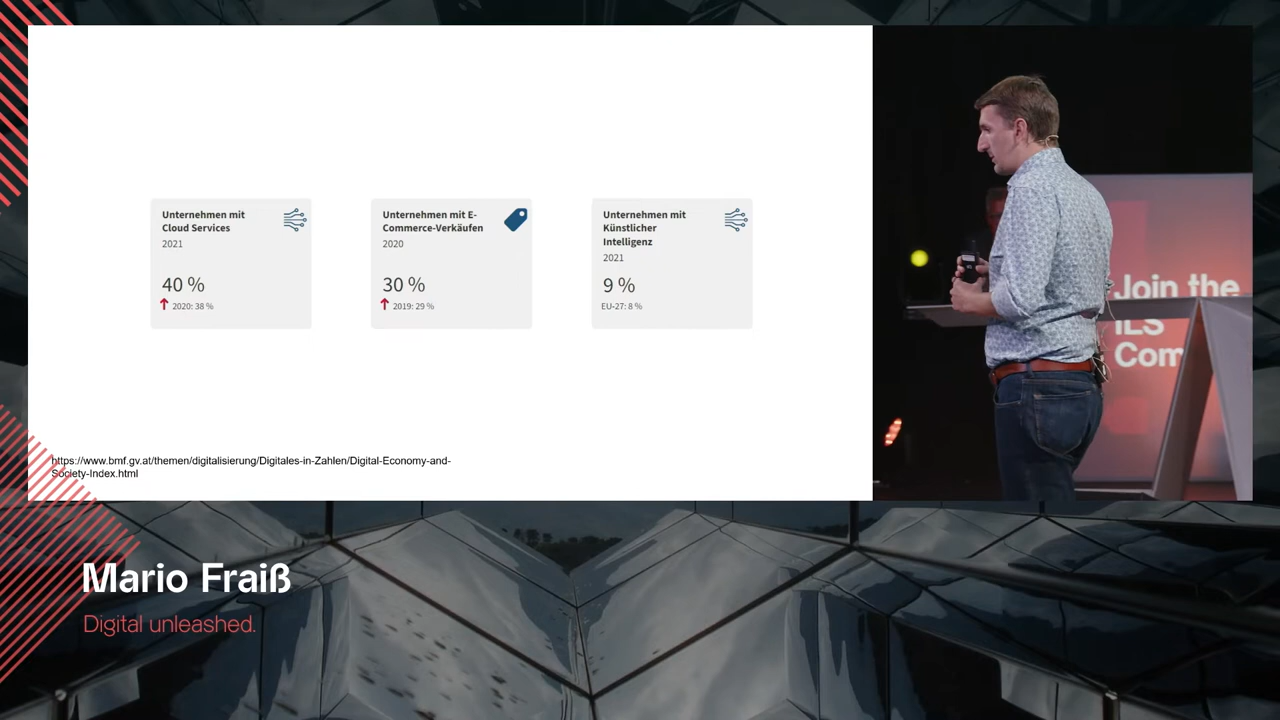 Unternehmen mit
Cloud Services
2021
40 %
2020: 38 %
Unternehmen mit E-
Commerce-Verkäufen
2020
30 %
2019: 29 %
Unternehmen mit
Künstlicher
Intelligenz
2021
9 %
EU-27: 8 %
https://www.bmf.gv.at/themen/digitalisierung/Digitales-in-Zahlen/Digital-Economy-and-
Society-Index.html
Join the
ILS
Com
Mario Fraiß
Digital unleashed.